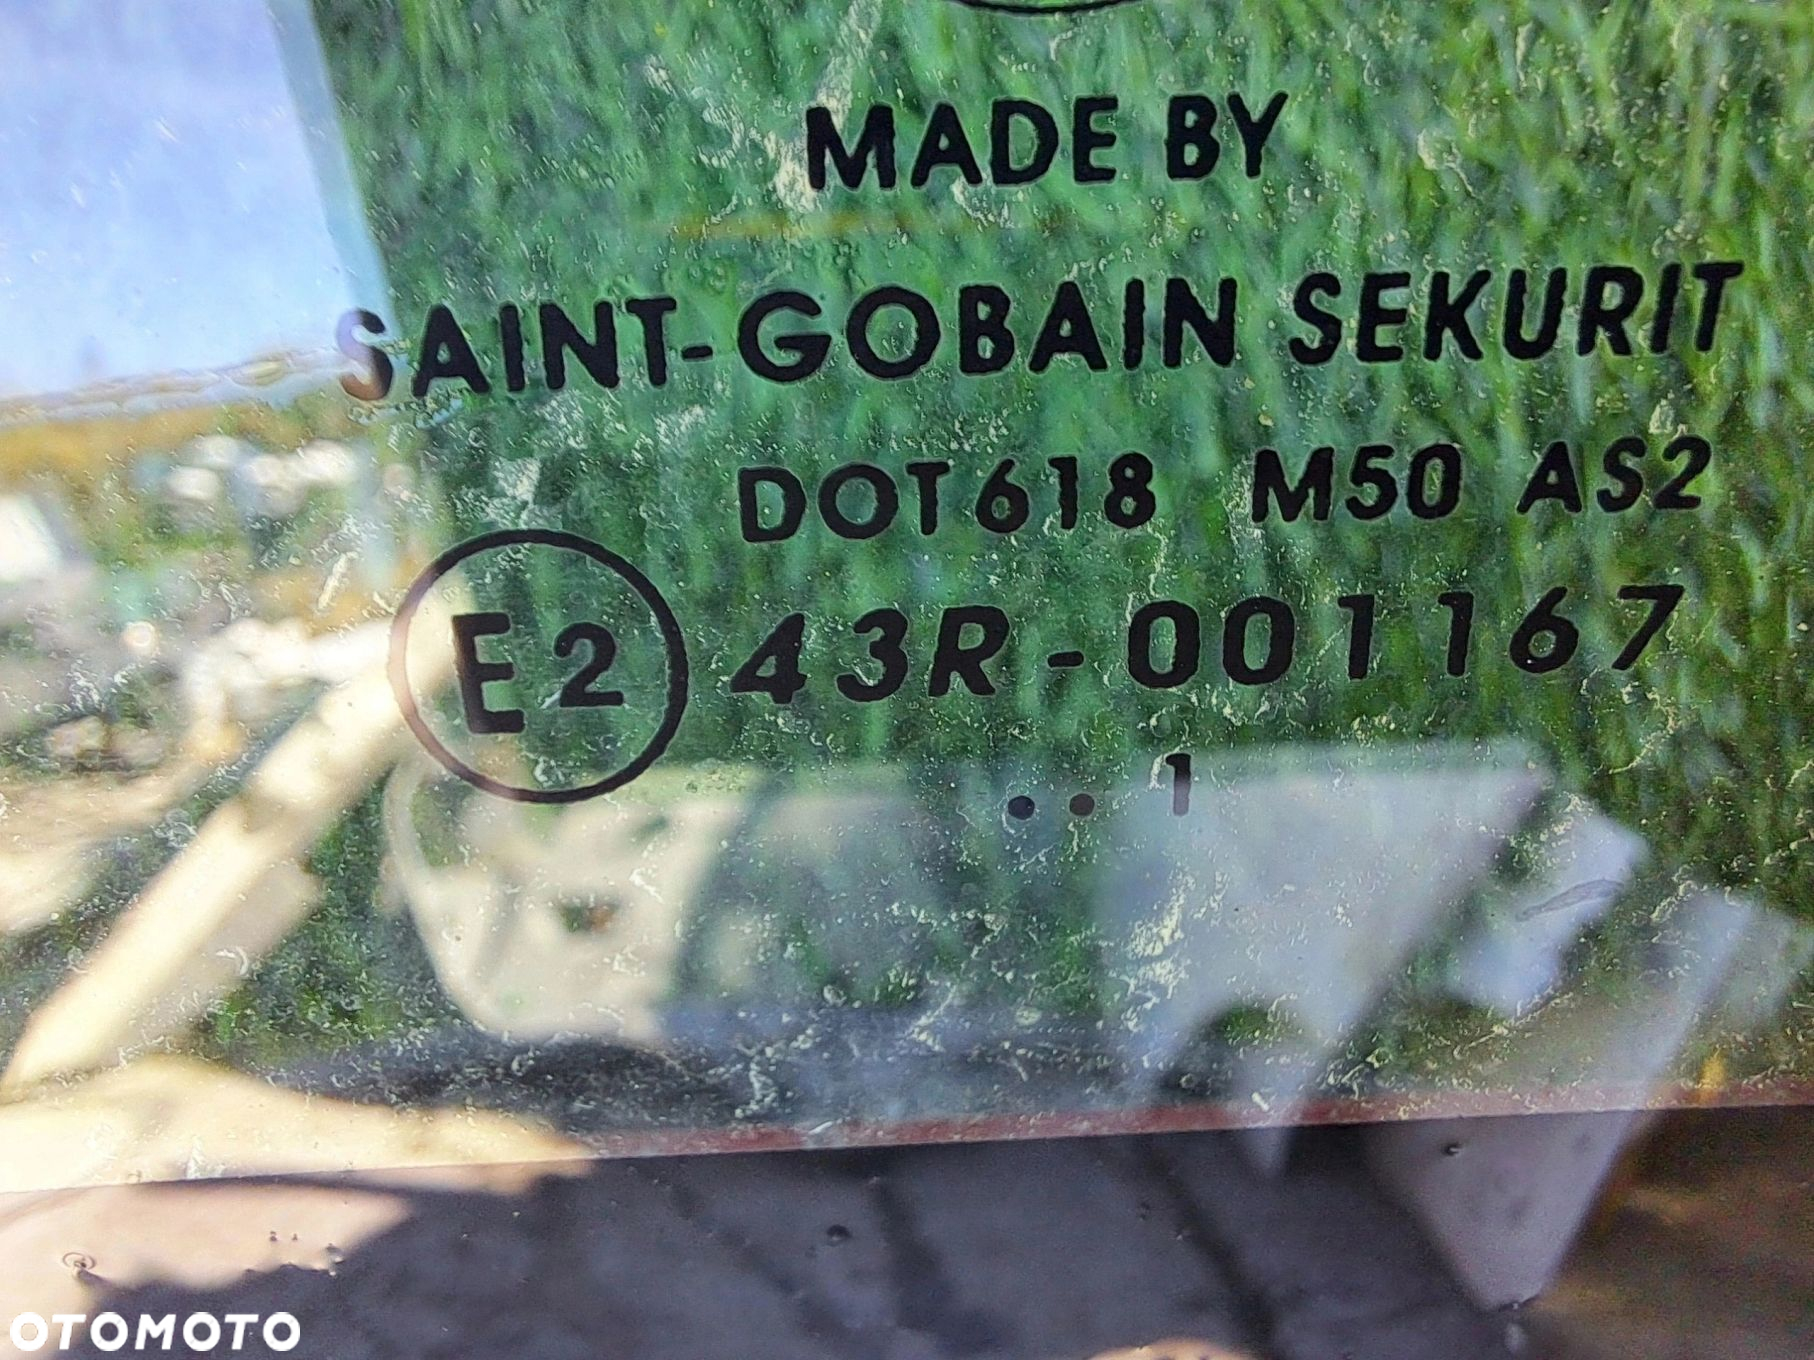 MADE BY
SAINT-GOBAIN SEKURIT
DOT618 M50 AS2
E2 43R-001167
.. 1
OTOMOTO